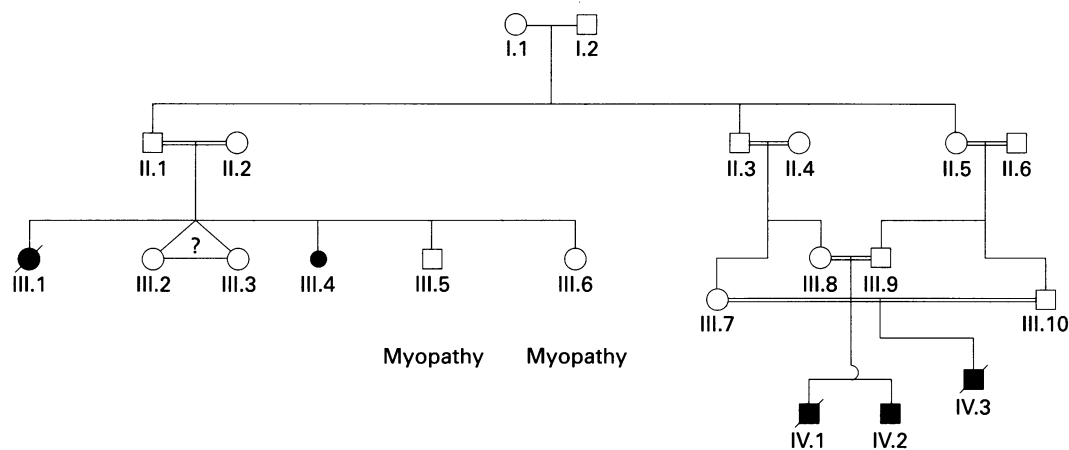 I.1 I.2
II.1 II.2 II.3 II.4 II.5 II.6
?
III.1 III.2 III.3 III.4 III.5 III.6 III.8 III.9
III.7 III.10
Myopathy Myopathy
IV.3
IV.1 IV.2